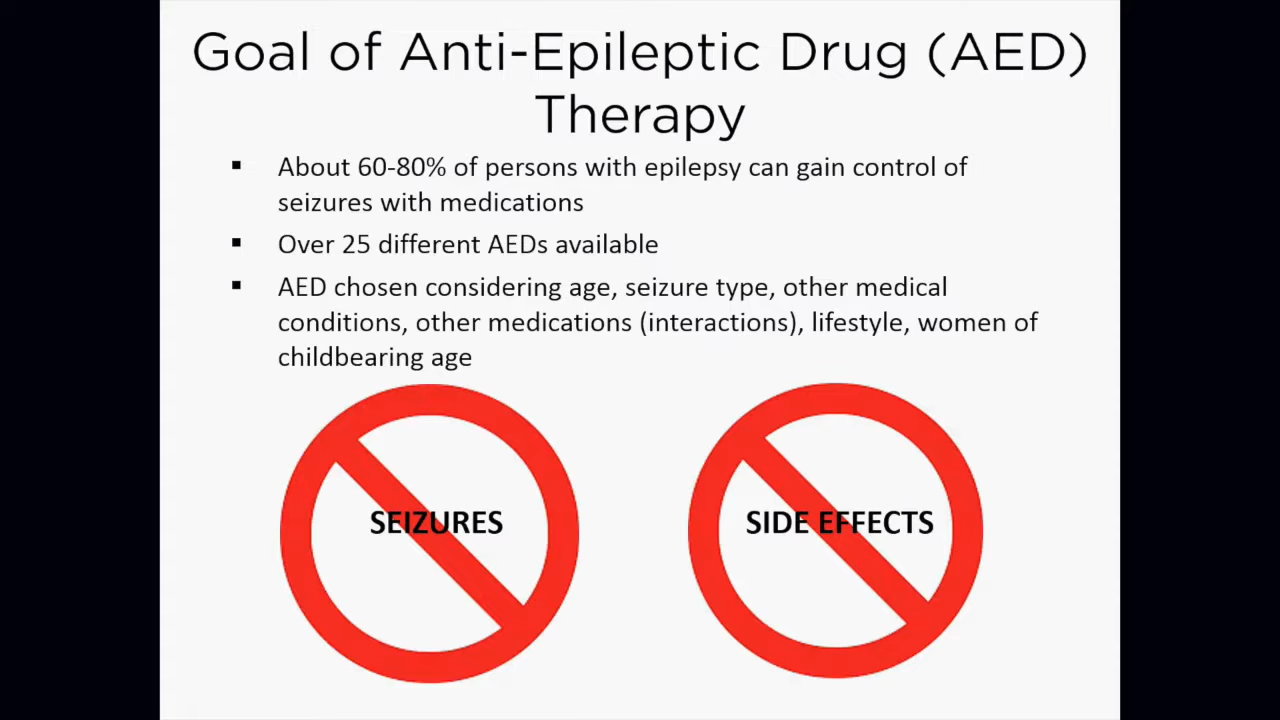 Goal of Anti-Epileptic Drug (AED)
Therapy
▪ About 60-80% of persons with epilepsy can gain control of
seizures with medications
▪ Over 25 different AEDs available
▪ AED chosen considering age, seizure type, other medical
conditions, other medications (interactions), lifestyle, women of
childbearing age
SEIZURES
SIDE EFFECTS